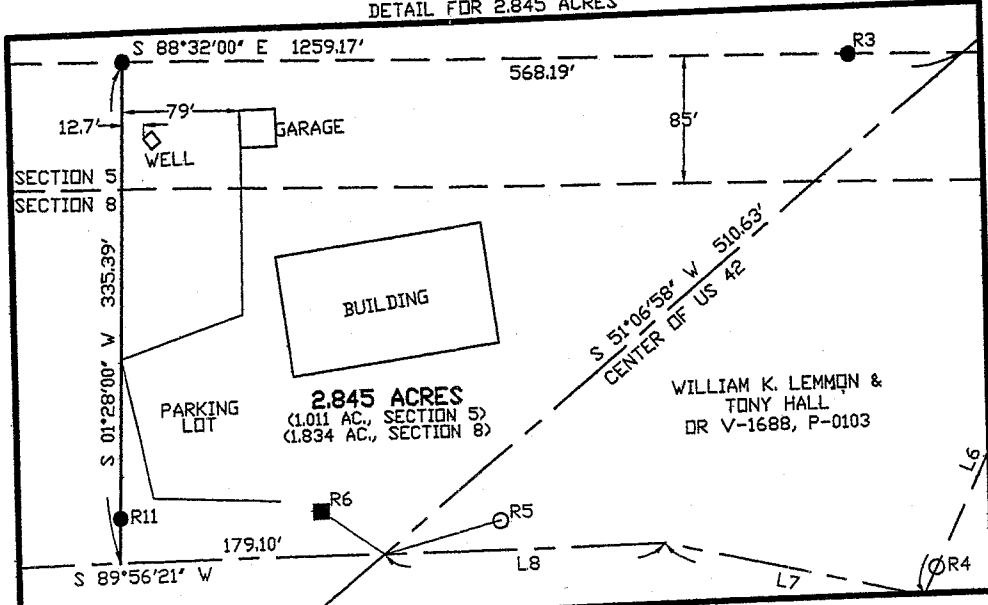 DETAIL FOR 2.845 ACRES
S 88°32'00" E 1259.17'
R3
568.19'
79'
85'
12.7'
GARAGE
WELL
SECTION 5
SECTION 8
S 01°28'00" W 335.39'
S 51°06'58" W 510.63'
CENTER OF US 42
BUILDING
2.845 ACRES
(1.011 AC., SECTION 5)
(1.834 AC., SECTION 8)
PARKING
LOT
WILLIAM K. LEMMON &
TONY HALL
OR V-1688, P-0103
L6
R6
R11
R5
179.10'
L8
R4
S 89°56'21" W
L7